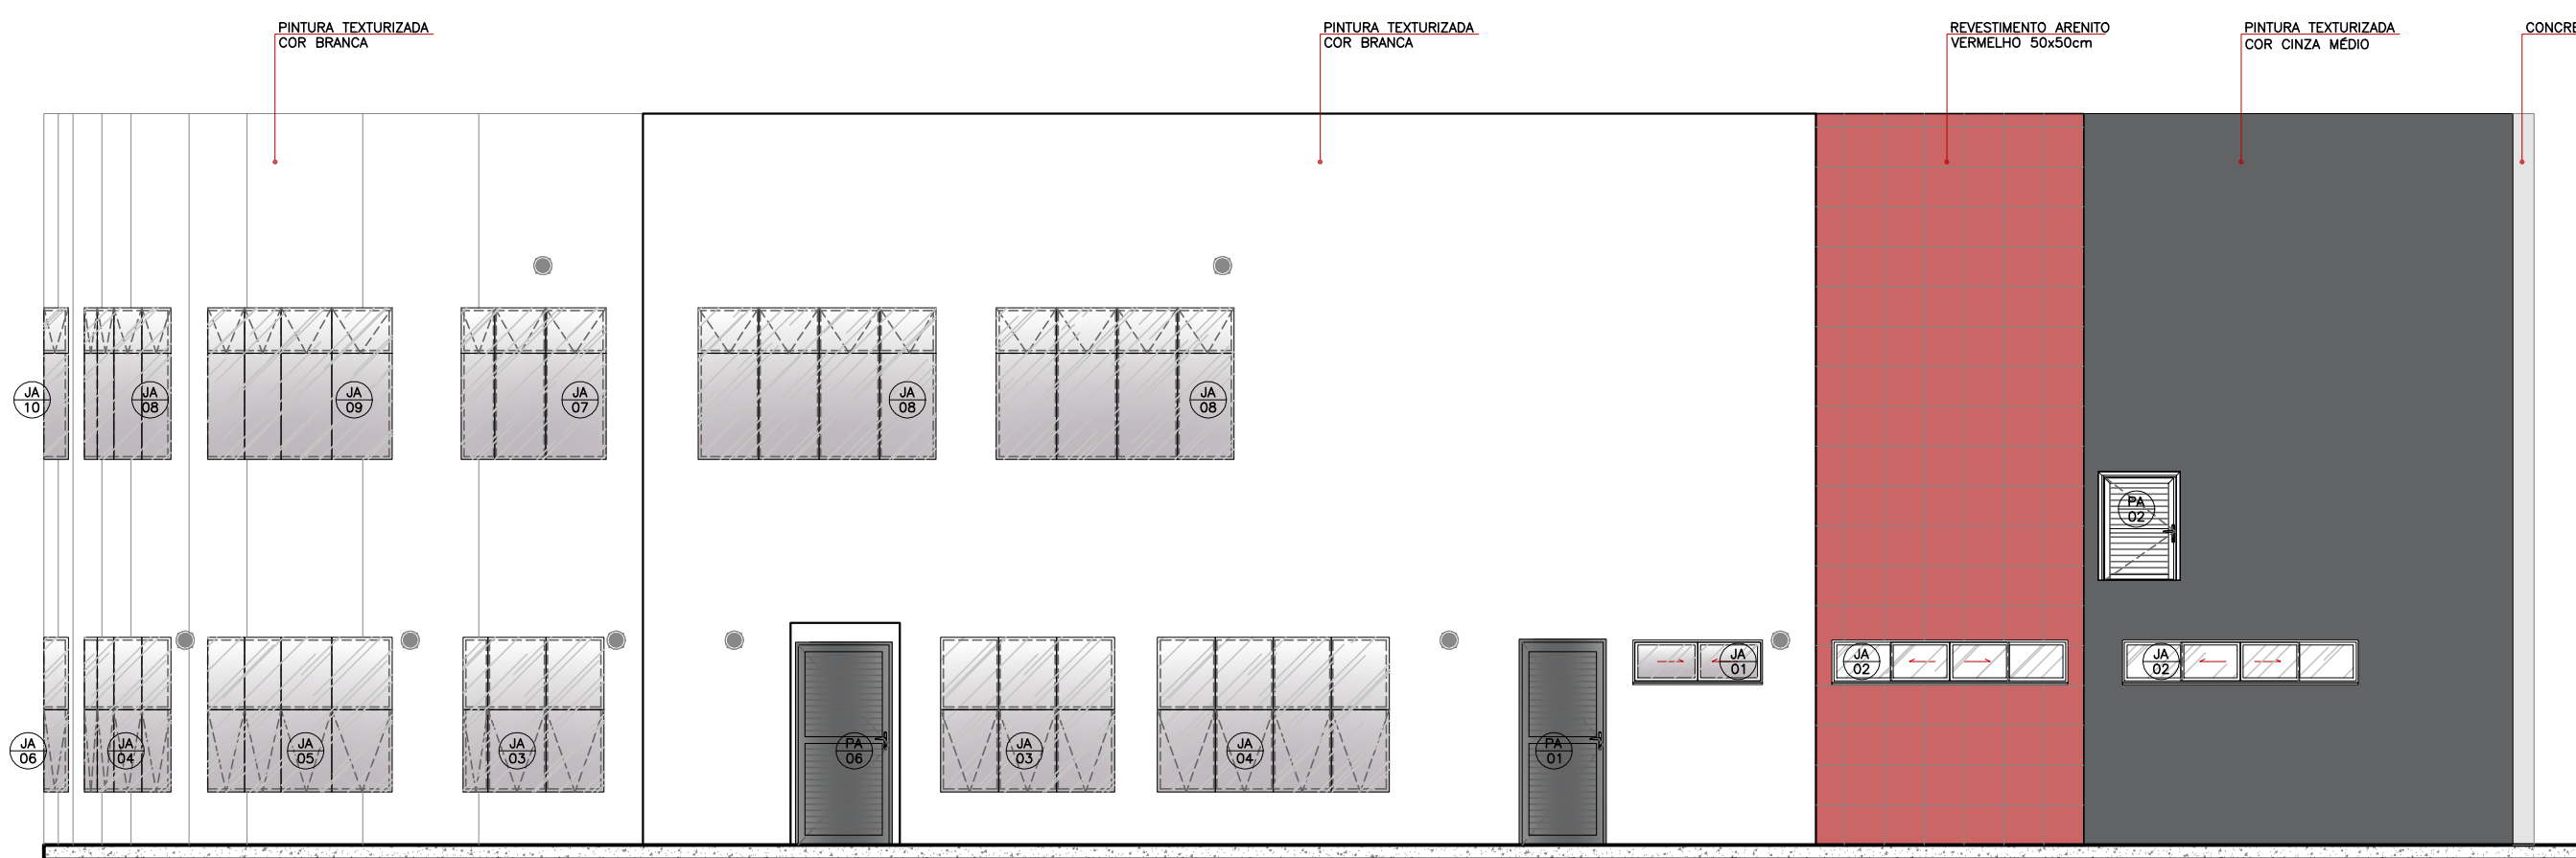 PINTURA TEXTURIZADA
COR BRANCA
PINTURA TEXTURIZADA
COR BRANCA
REVESTIMENTO ARENITO
VERMELHO 50x50cm
PINTURA TEXTURIZADA
COR CINZA MÉDIO
CONCRE
JA
10
JA
08
JA
09
JA
07
JA
08
JA
08
PA
02
JA
01
JA
02
JA
02
JA
06
JA
04
JA
05
JA
03
PA
06
JA
03
JA
04
PA
01